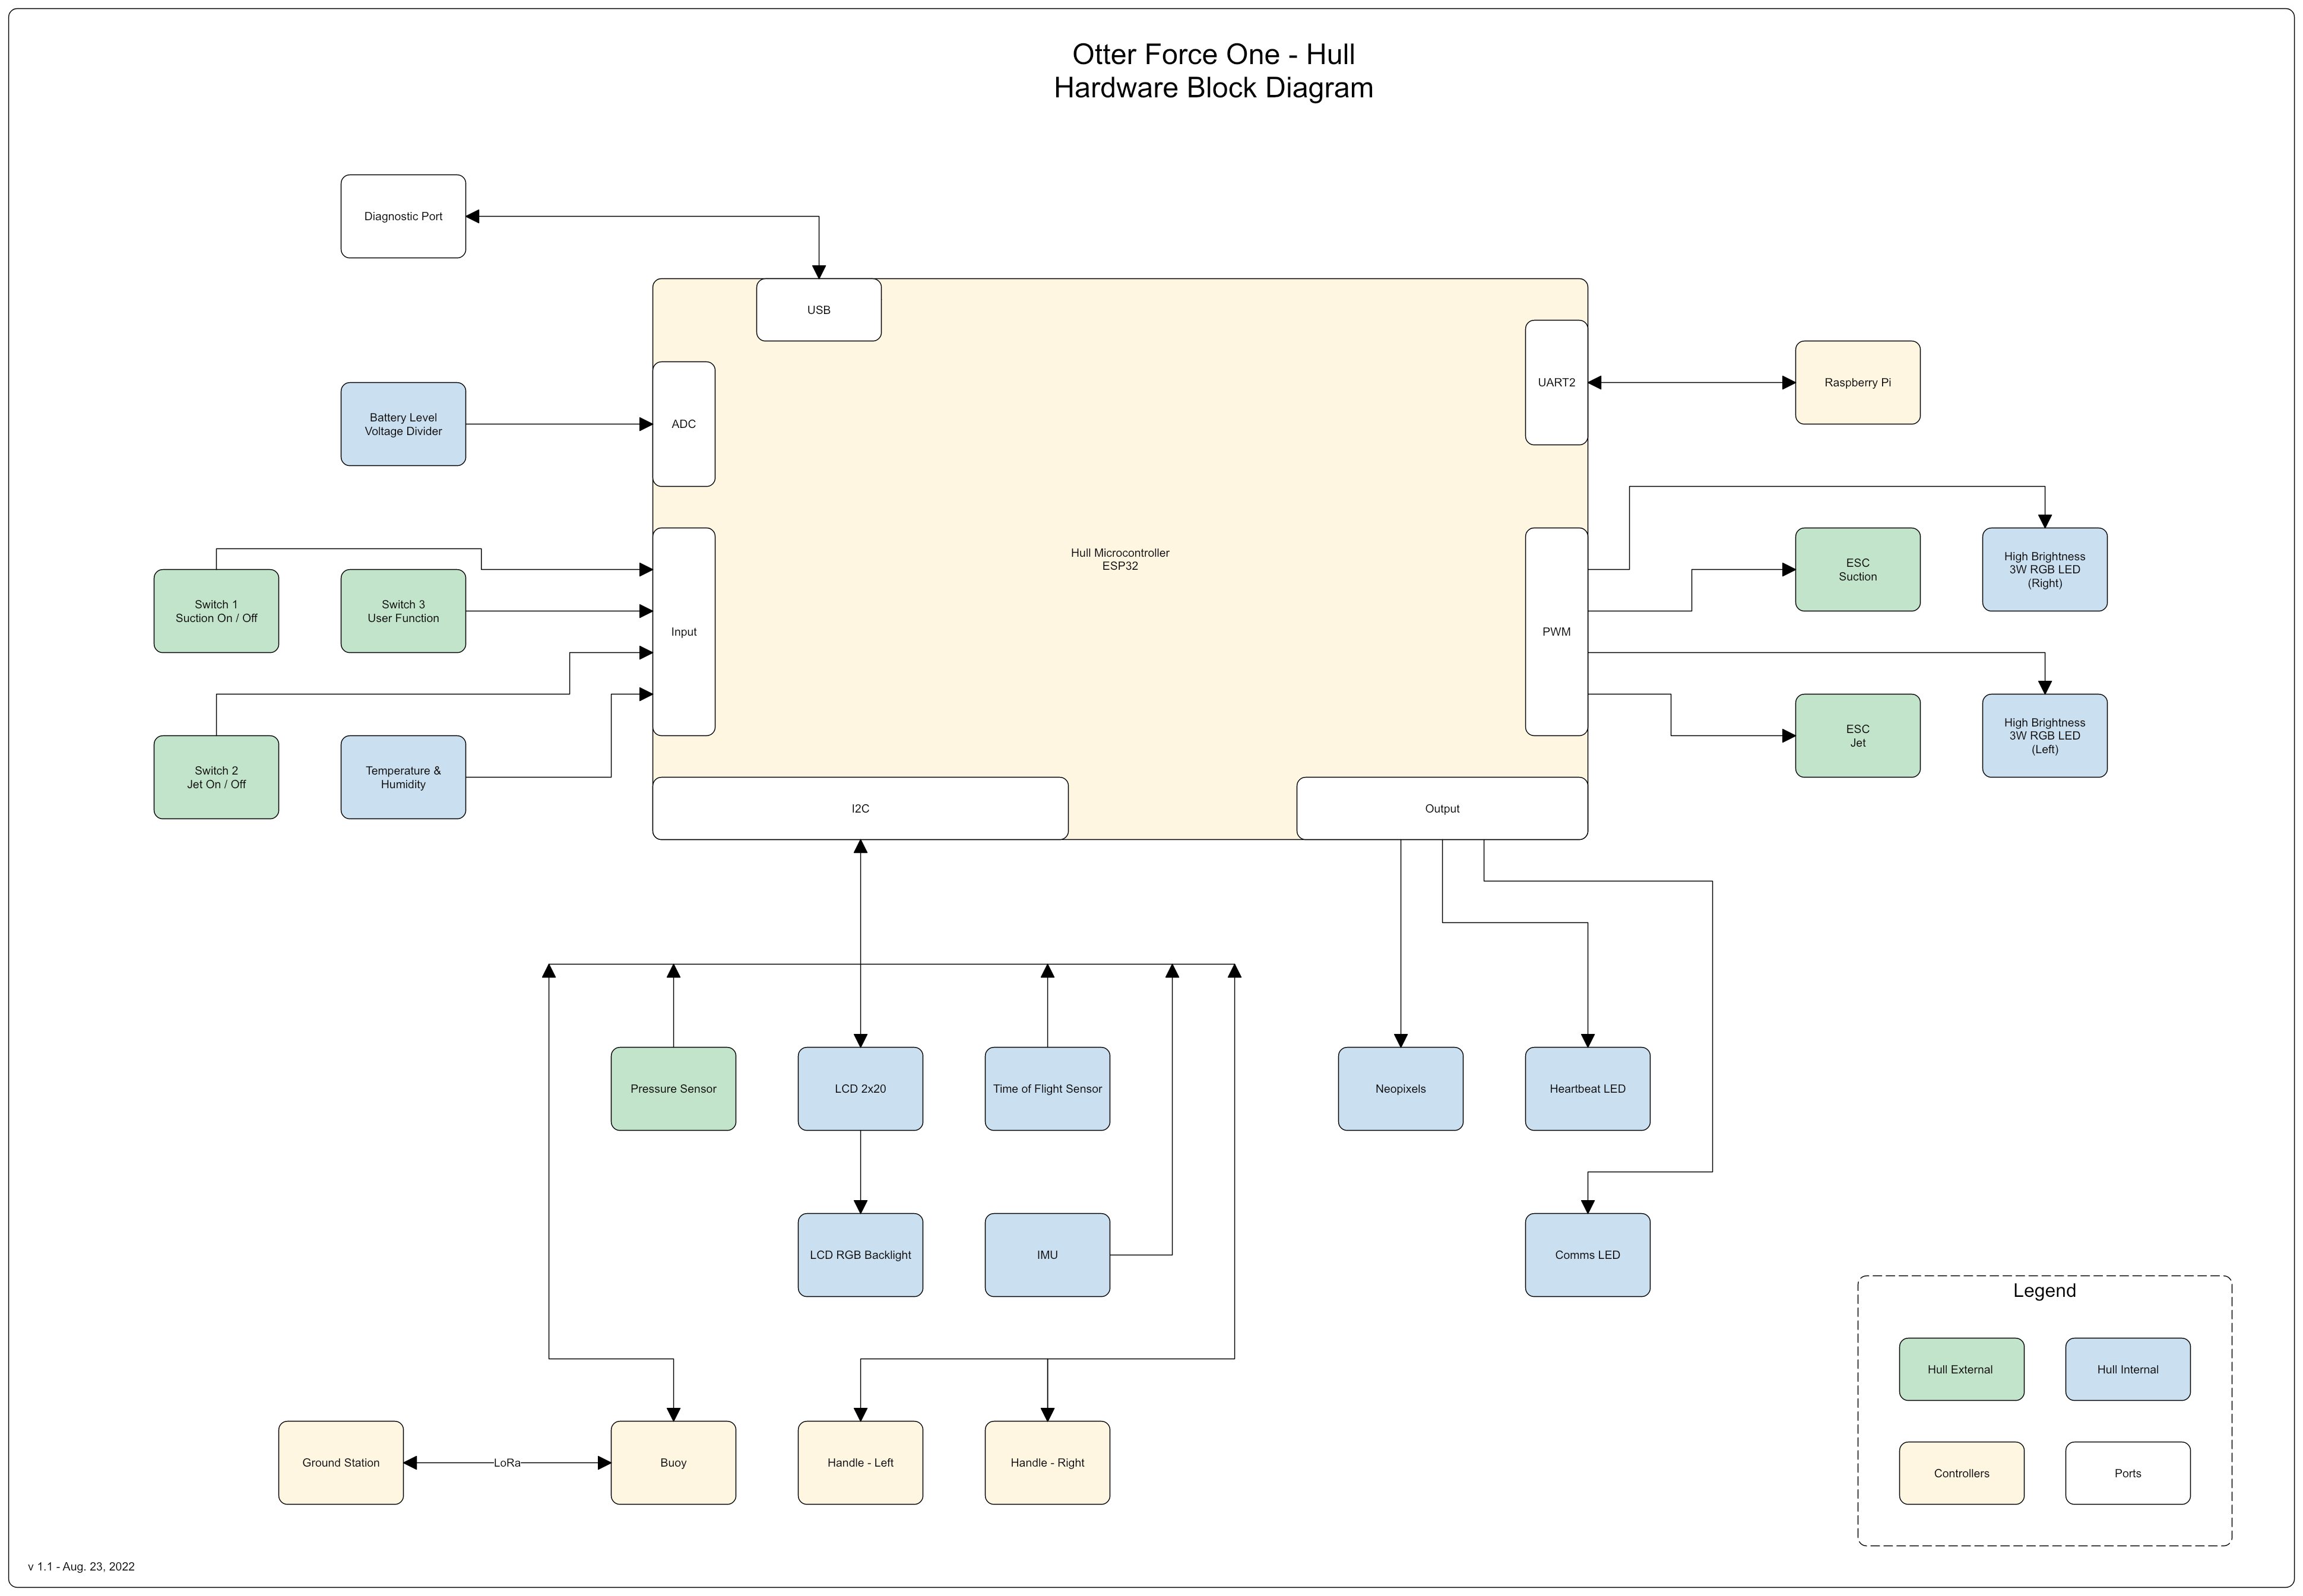 Otter Force One - Hull
Hardware Block Diagram
Diagnostic Port
USB
UART2
Raspberry Pi
Battery Level
Voltage Divider
ADC
Hull Microcontroller
ESP32
Switch 1
Suction On / Off
Switch 3
User Function
Input
PWM
ESC
Suction
High Brightness
3W RGB LED
(Right)
Switch 2
Jet On / Off
Temperature &
Humidity
ESC
Jet
High Brightness
3W RGB LED
(Left)
I2C
Output
Pressure Sensor
LCD 2x20
Time of Flight Sensor
Neopixels
Heartbeat LED
LCD RGB Backlight
IMU
Comms LED
Ground Station
LoRa
Buoy
Handle - Left
Handle - Right
Legend
Hull External
Hull Internal
Controllers
Ports
v 1.1 - Aug. 23, 2022